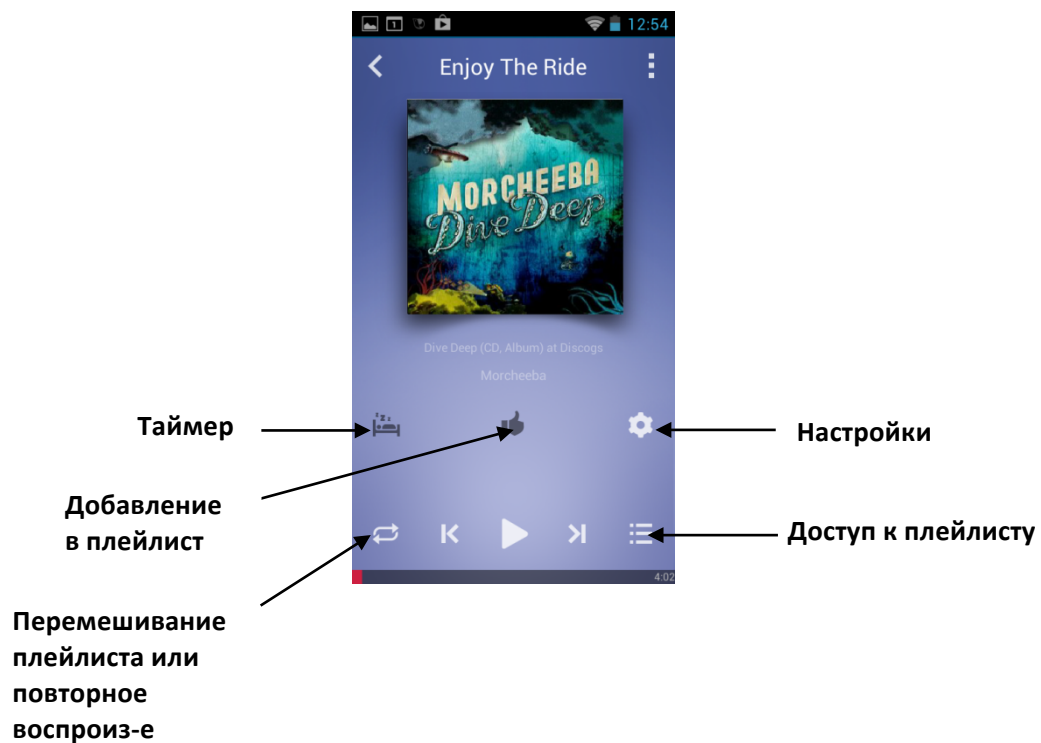 12:54
Enjoy The Ride
MORCHEEBA
Dive Deep
Dive Deep (CD, Album) at Discogs
Morcheeba
Таймер
Настройки
Добавление
в плейлист
Доступ к плейлисту
4:02
Перемешивание
плейлиста или
повторное
воспроиз-е